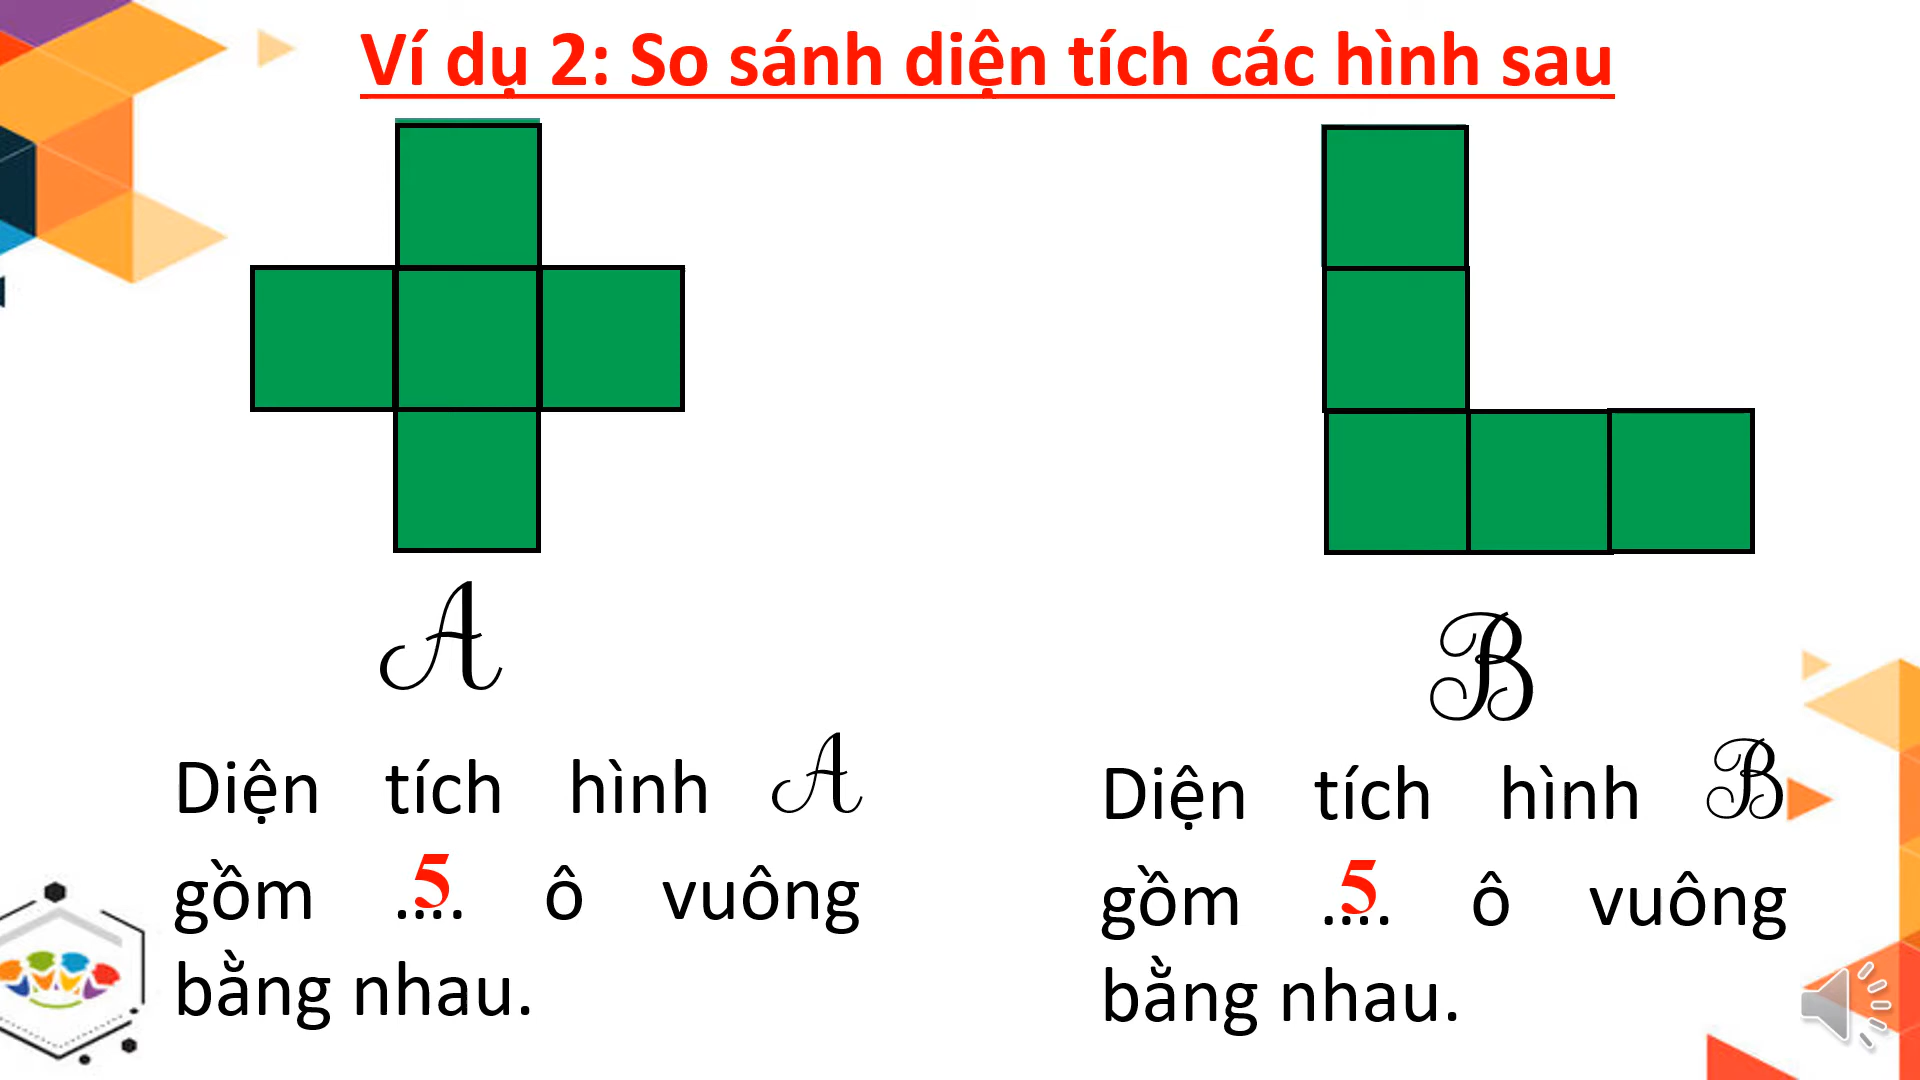 Ví dụ 2: So sánh diện tích các hình sau
A
B
Diện tích hình A
gồm .5... ô vuông
bằng nhau.
Diện tích hình B
gồm .5... ô vuông
bằng nhau.